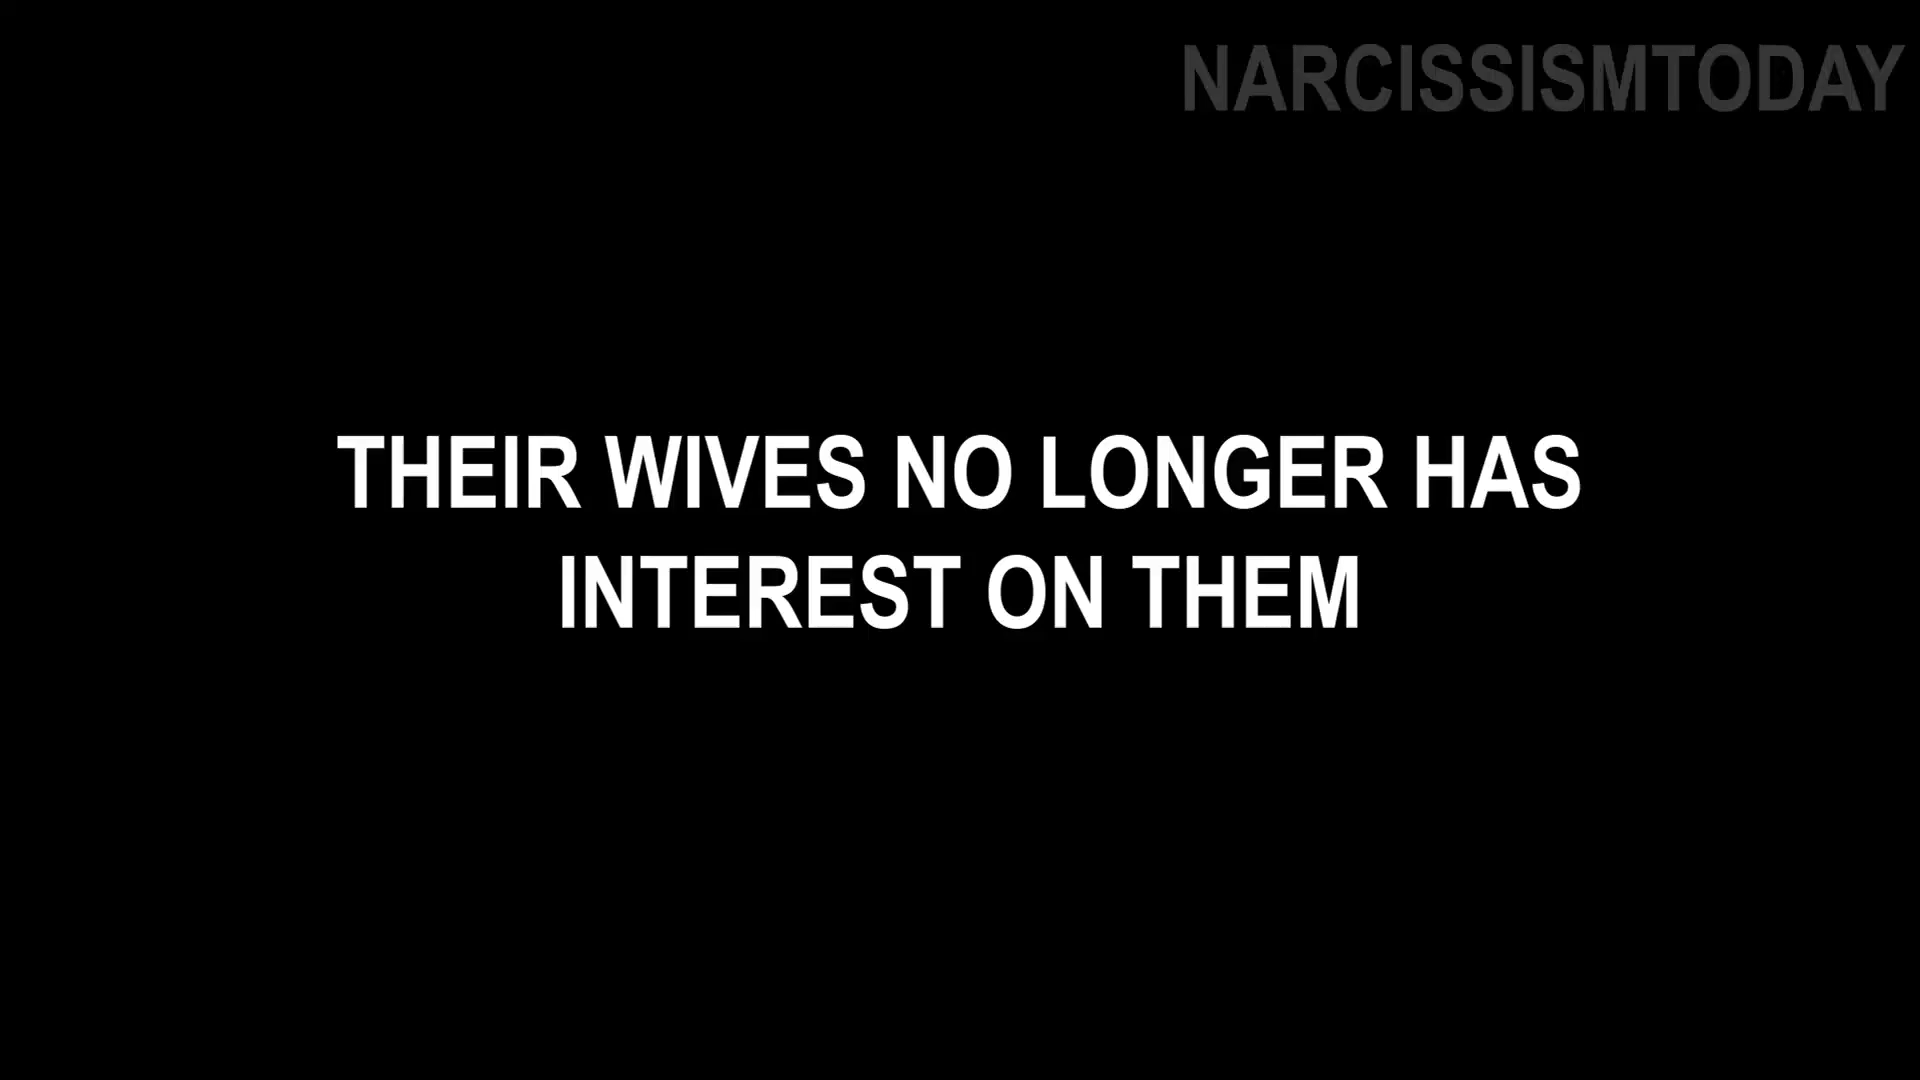 NARCISSISMTODAY
THEIR WIVES NO LONGER HAS
INTEREST ON THEM